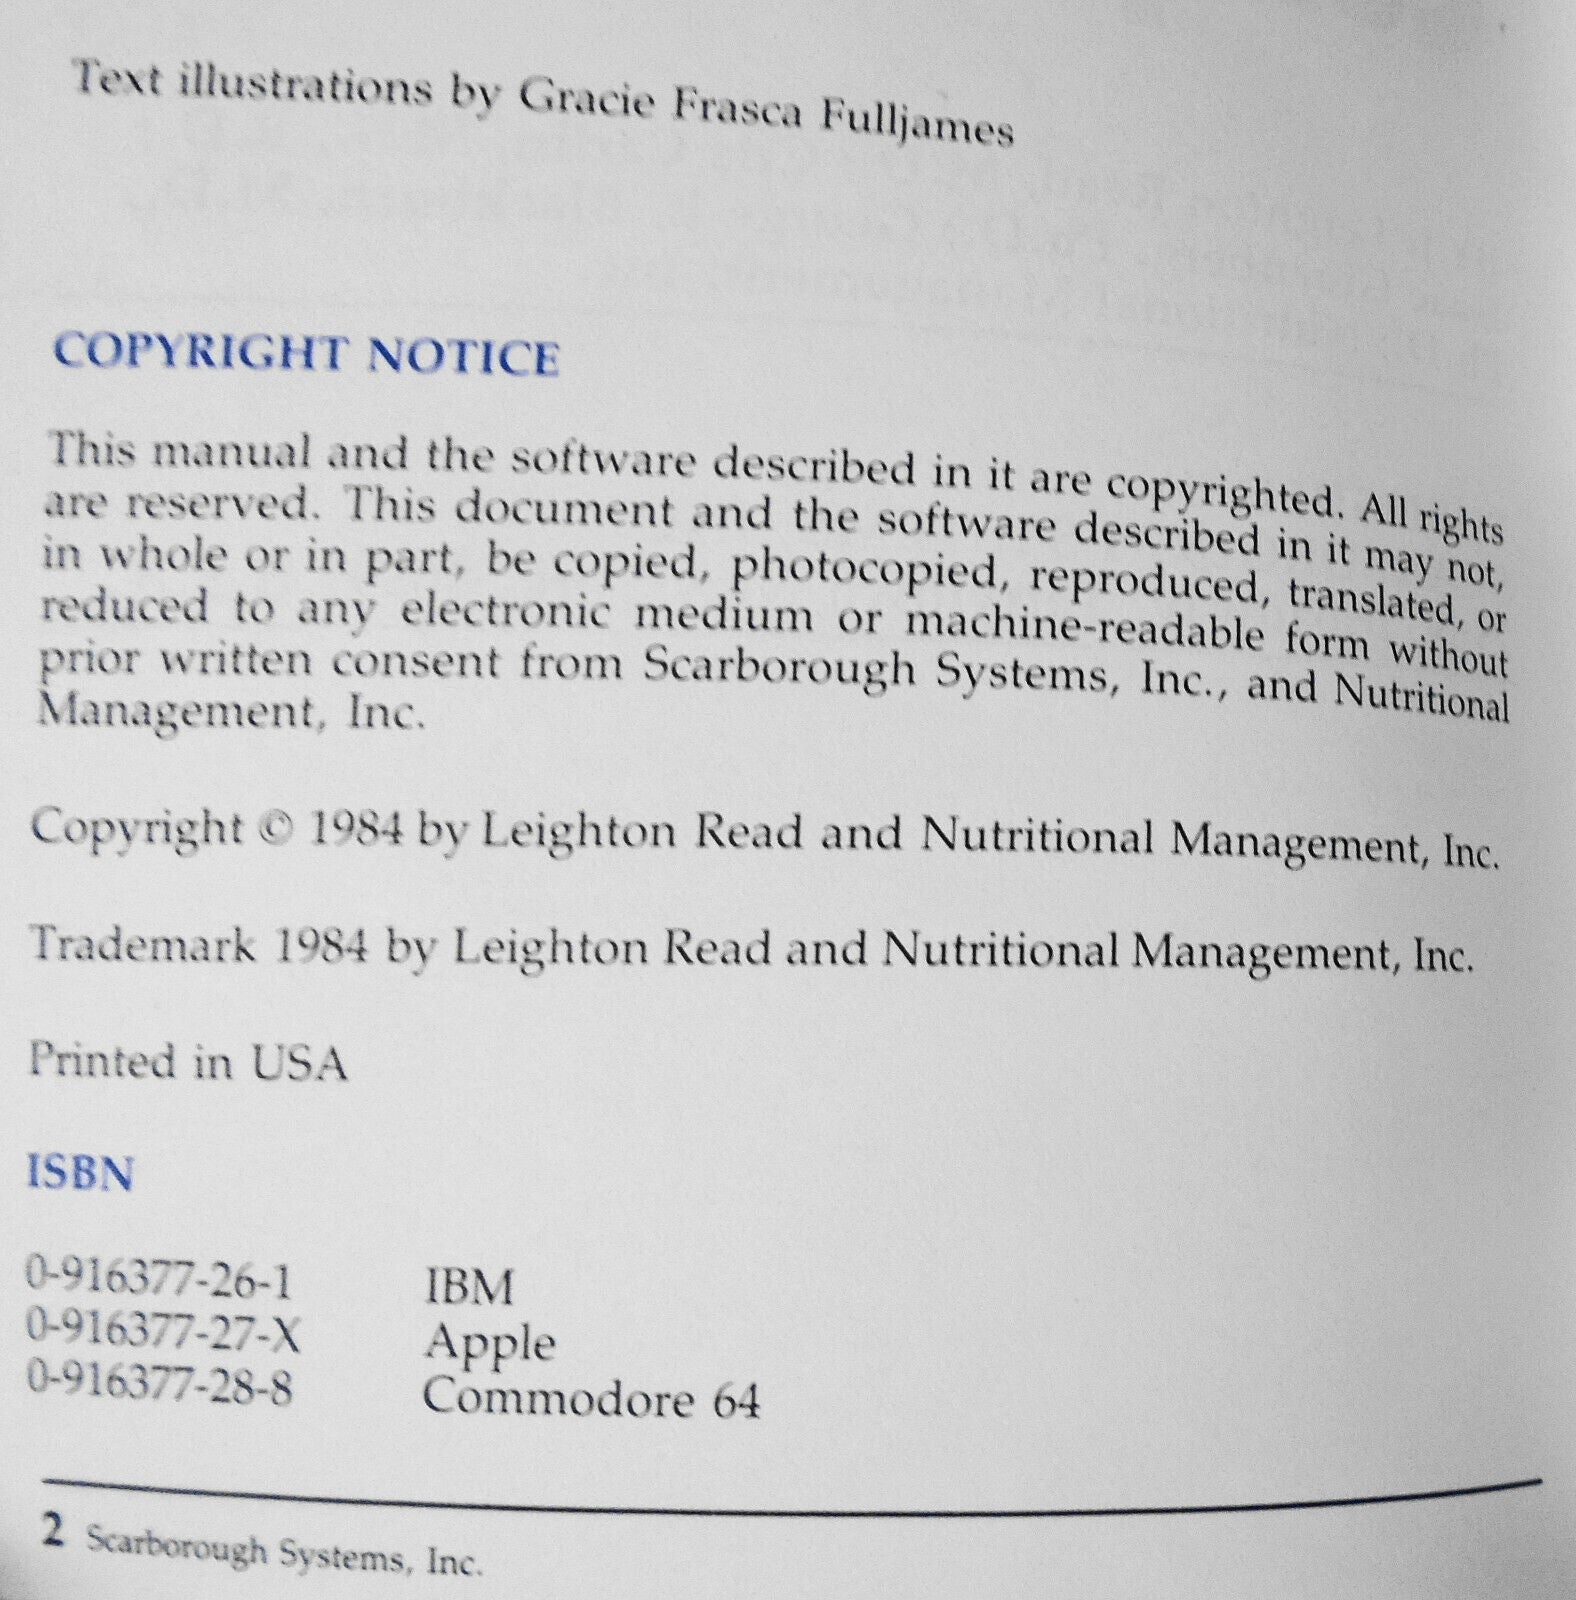 Text illustrations by Gracie Frasca Fulljames
COPYRIGHT NOTICE
This manual and the software described in it are copyrighted. All rights
are reserved. This document and the software described in it may not,
in whole or in part, be copied, photocopied, reproduced, translated, or
reduced to any electronic medium or machine-readable form without
prior written consent from Scarborough Systems, Inc., and Nutritional
Management, Inc.
Copyright © 1984 by Leighton Read and Nutritional Management, Inc.
Trademark 1984 by Leighton Read and Nutritional Management, Inc.
Printed in USA
ISBN
0-916377-26-1 IBM
0-916377-27-X Apple
0-916377-28-8 Commodore 64
2 Scarborough Systems, Inc.